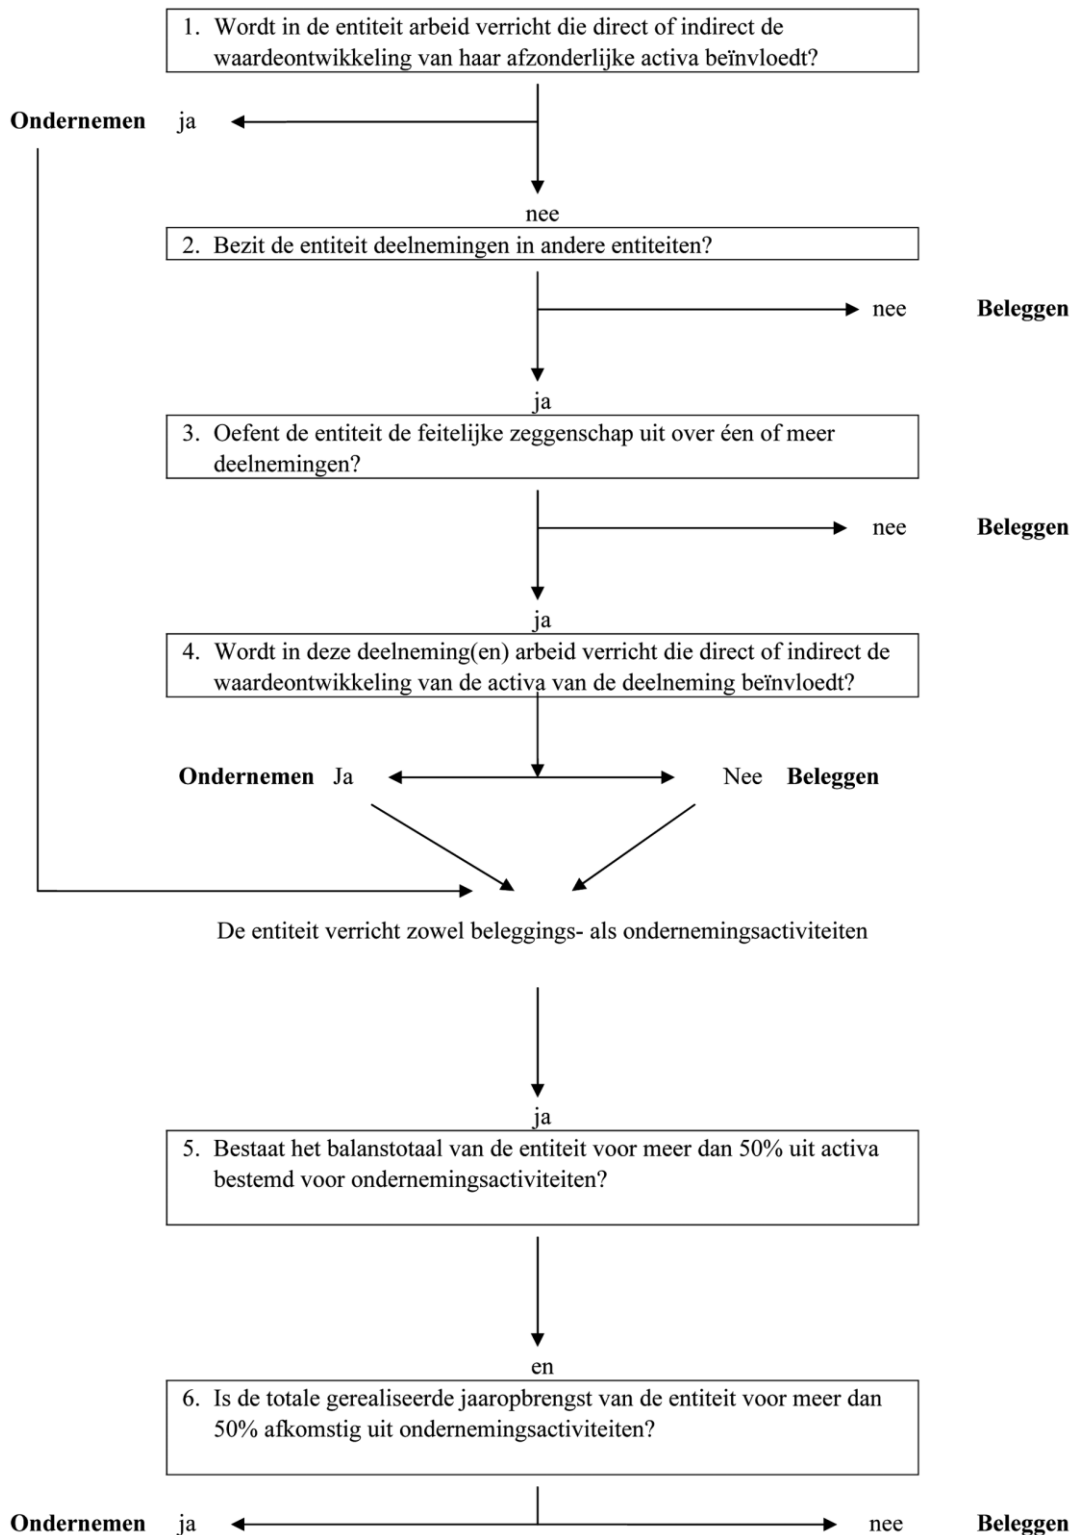 1. Wordt in de entiteit arbeid verricht die direct of indirect de
waardeontwikkeling van haar afzonderlijke activa beïnvloedt?
Ondernemen ja
nee
2. Bezit de entiteit deelnemingen in andere entiteiten?
nee Beleggen
ja
3. Oefent de entiteit de feitelijke zeggenschap uit over éen of meer
deelnemingen?
nee Beleggen
ja
4. Wordt in deze deelneming(en) arbeid verricht die direct of indirect de
waardeontwikkeling van de activa van de deelneming beïnvloedt?
Ondernemen Ja Nee Beleggen
De entiteit verricht zowel beleggings- als ondernemingsactiviteiten
ja
5. Bestaat het balanstotaal van de entiteit voor meer dan 50% uit activa
bestemd voor ondernemingsactiviteiten?
en
6. Is de totale gerealiseerde jaaropbrengst van de entiteit voor meer dan
50% afkomstig uit ondernemingsactiviteiten?
Ondernemen ja nee Beleggen